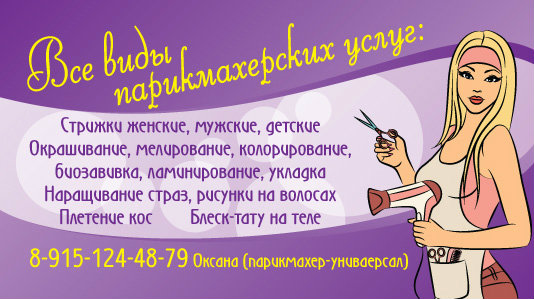 Все виды
парикмахерских услуг:
Стрижки женские, мужские, детские
Окрашивание, мелирование, колорирование,
биозавивка, ламинирование, укладка
Наращивание страз, рисунки на волосах
Плетение кос Блеск-тату на теле
8-915-124-48-79 Оксана (парикмахер-униваерсал)